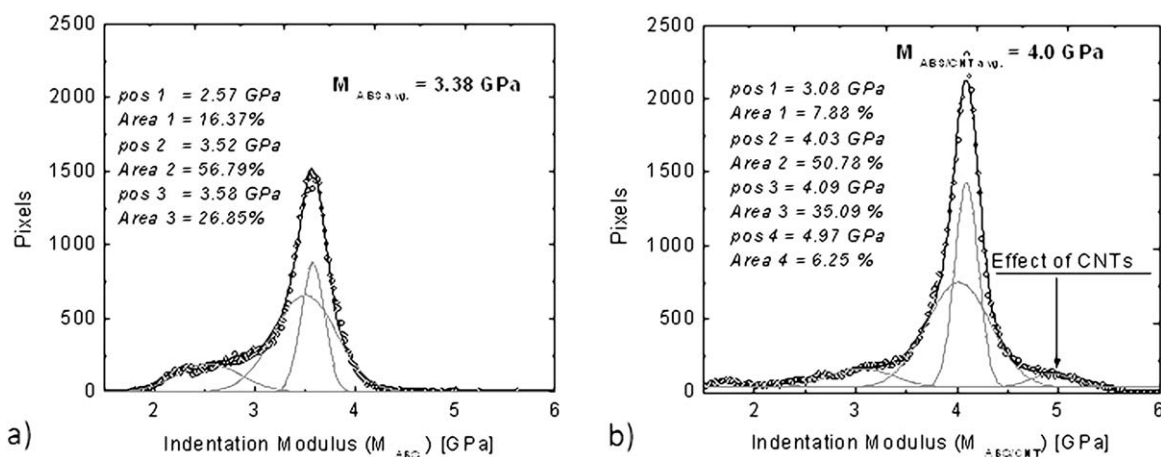 2500
2000
1500
1000
500
0
Pixels
M ABS avg. = 3.38 GPa
pos 1 = 2.57 GPa
Area 1 = 16.37%
pos 2 = 3.52 GPa
Area 2 = 56.79%
pos 3 = 3.58 GPa
Area 3 = 26.85%
2 3 4 5 6
a)
Indentation Modulus (M ABS) [GPa]
2500
2000
1500
1000
500
0
Pixels
M ABS/CNT avg. = 4.0 GPa
pos 1 = 3.08 GPa
Area 1 = 7.88 %
pos 2 = 4.03 GPa
Area 2 = 50.78 %
pos 3 = 4.09 GPa
Area 3 = 35.09 %
pos 4 = 4.97 GPa
Area 4 = 6.25 %
Effect of CNTs
2 3 4 5 6
b)
Indentation Modulus (M ABS/CNT) [GPa]